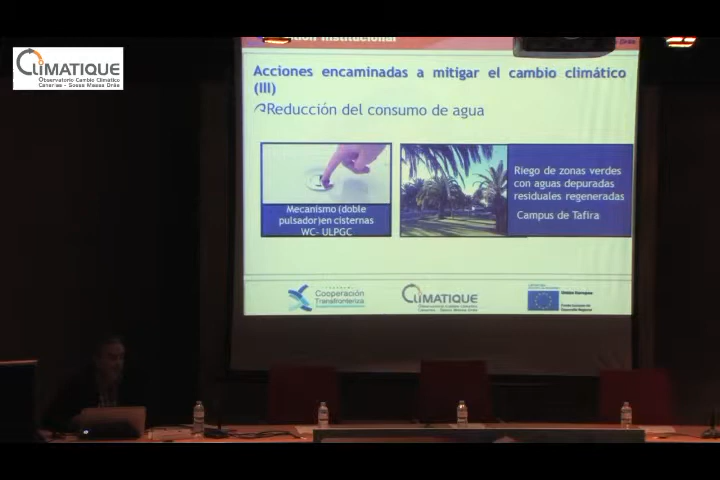 CLIMATIQUE
Observatorio Cambio Climático
Canarias - Souss Massa Drâa
Institucional
Acciones encaminadas a mitigar el cambio climático
(III)
Reducción del consumo de agua
Mecanismo (doble
pulsador)en cisternas
WC- ULPGC
Riego de zonas verdes
con aguas depuradas
residuales regeneradas
Campus de Tafira
Cooperación
Transfronteriza
CLIMATIQUE